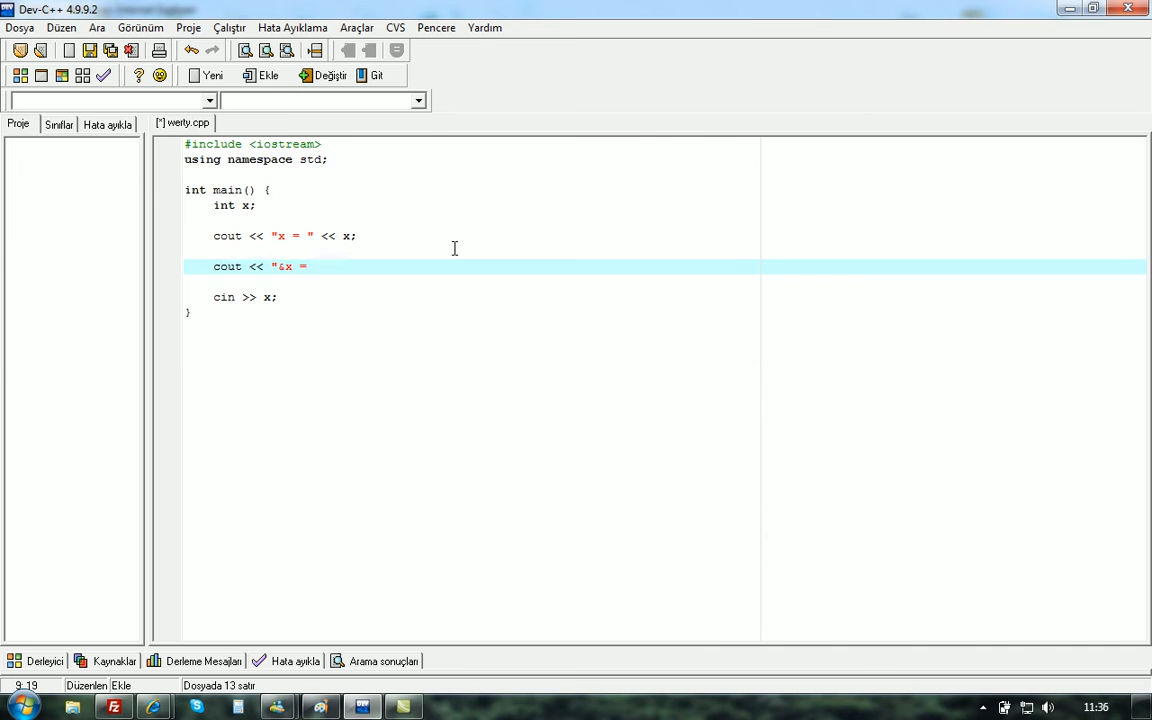 Dev-C++ 4.9.9.2
Dosya Düzen Ara Görünüm Proje Çalıştır Hata Ayıklama Araçlar CVS Pencere Yardım
Yeni Ekle Değiştir Git
Proje Sınıflar Hata ayıkla [*] werty.cpp
#include <iostream>
using namespace std;
int main() {
int x;
cout << "x = " << x;
cout << "&x =
cin >> x;
}
Derleyici Kaynaklar Derleme Mesajları Hata ayıkla Arama sonuçları
9: 19 Düzenlen Ekle Dosyada 13 satır
11:36